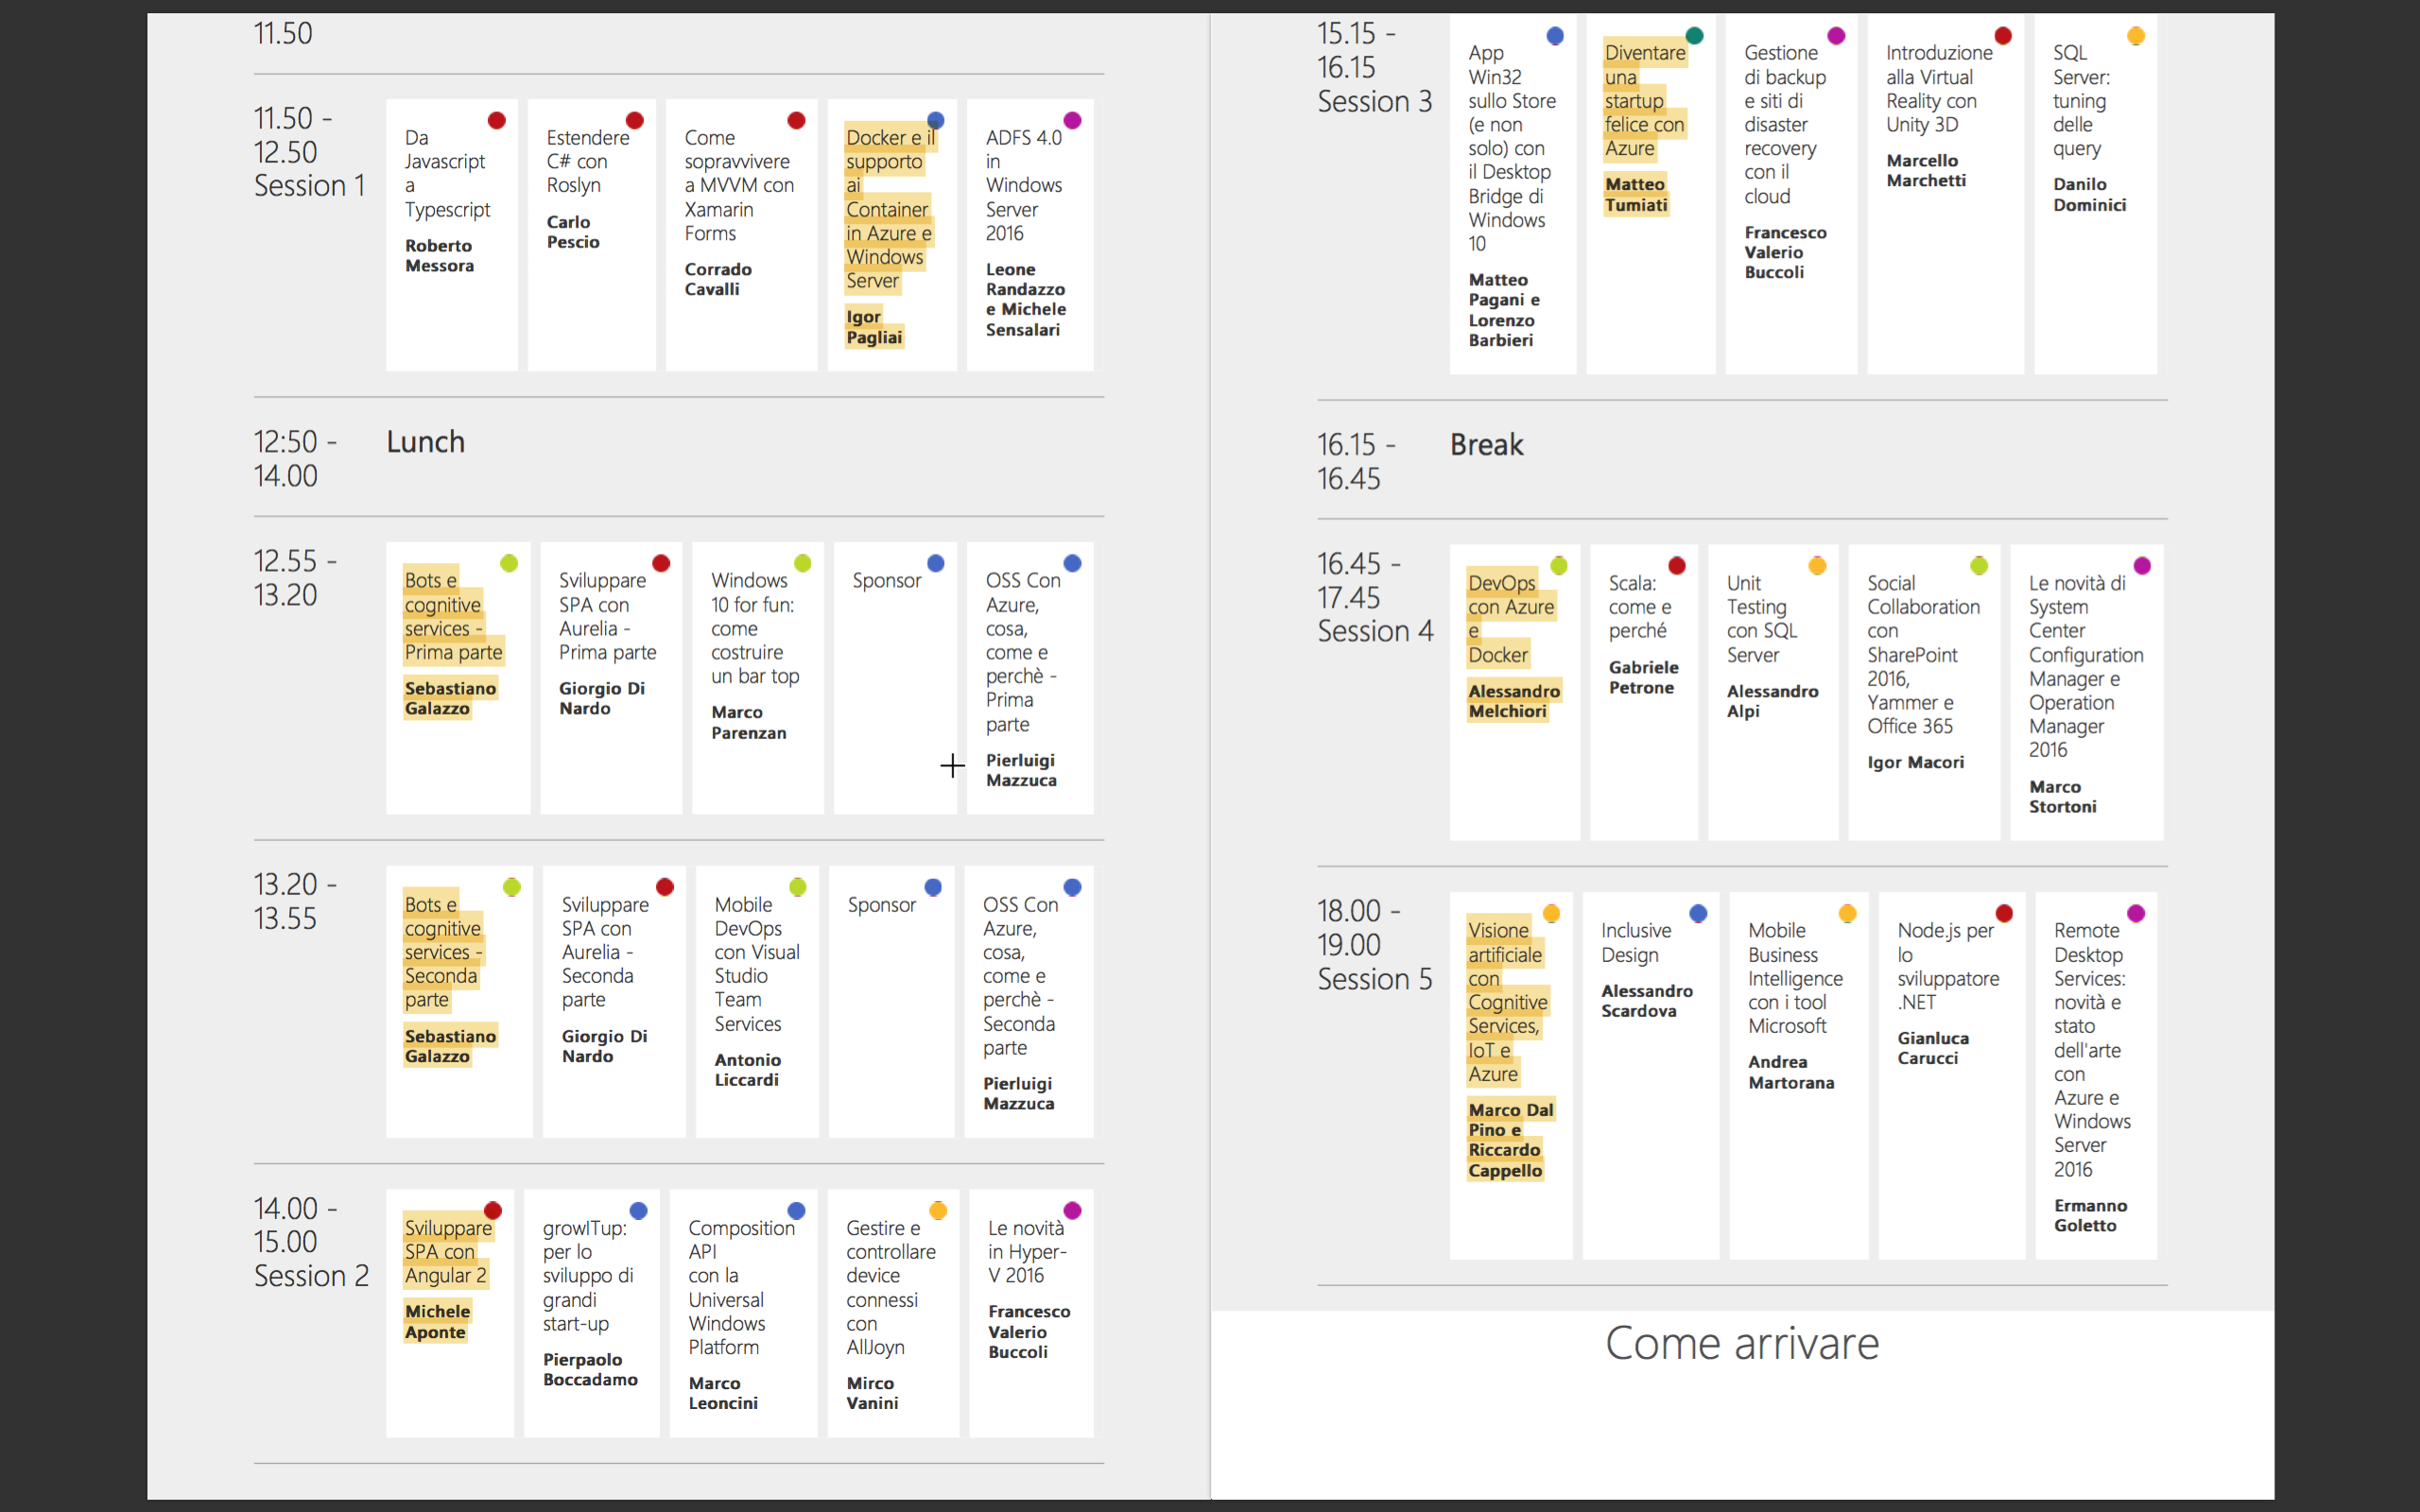 11.50
11.50 -
12.50
Session 1
Da
Javascript
a
Typescript
Roberto
Messora
Estendere
C# con
Roslyn
Carlo
Pescio
Come
sopravvivere
a MVVM con
Xamarin
Forms
Corrado
Cavalli
Docker e il
supporto
ai
Container
in Azure e
Windows
Server
Igor
Pagliai
ADFS 4.0
in
Windows
Server
2016
Leone
Randazzo
e Michele
Sensalari
12:50 -
14.00
Lunch
12.55 -
13.20
Bots e
cognitive
services -
Prima parte
Sebastiano
Galazzo
Sviluppare
SPA con
Aurelia -
Prima parte
Giorgio Di
Nardo
Windows
10 for fun:
come
costruire
un bar top
Marco
Parenzan
Sponsor
OSS Con
Azure,
cosa,
come e
perchè -
Prima
parte
Pierluigi
Mazzuca
13.20 -
13.55
Bots e
cognitive
services -
Seconda
parte
Sebastiano
Galazzo
Sviluppare
SPA con
Aurelia -
Seconda
parte
Giorgio Di
Nardo
Mobile
DevOps
con Visual
Studio
Team
Services
Antonio
Liccardi
Sponsor
OSS Con
Azure,
cosa,
come e
perchè -
Seconda
parte
Pierluigi
Mazzuca
14.00 -
15.00
Session 2
Sviluppare
SPA con
Angular 2
Michele
Aponte
growITup:
per lo
sviluppo di
grandi
start-up
Pierpaolo
Boccadamo
Composition
API
con la
Universal
Windows
Platform
Marco
Leoncini
Gestire e
controllare
device
connessi
con
AllJoyn
Mirco
Vanini
Le novità
in Hyper-
V 2016
Francesco
Valerio
Buccoli
15.15 -
16.15
Session 3
App
Win32
sullo Store
(e non
solo) con
il Desktop
Bridge di
Windows
10
Matteo
Pagani e
Lorenzo
Barbieri
Diventare
una
startup
felice con
Azure
Matteo
Tumiati
Gestione
di backup
e siti di
disaster
recovery
con il
cloud
Francesco
Valerio
Buccoli
Introduzione
alla Virtual
Reality con
Unity 3D
Marcello
Marchetti
SQL
Server:
tuning
delle
query
Danilo
Dominici
16.15 -
16.45
Break
16.45 -
17.45
Session 4
DevOps
con Azure
e
Docker
Alessandro
Melchiori
Scala:
come e
perché
Gabriele
Petrone
Unit
Testing
con SQL
Server
Alessandro
Alpi
Social
Collaboration
con
SharePoint
2016,
Yammer e
Office 365
Igor Macori
Le novità di
System
Center
Configuration
Manager e
Operation
Manager
2016
Marco
Stortoni
18.00 -
19.00
Session 5
Visione
artificiale
con
Cognitive
Services,
IoT e
Azure
Marco Dal
Pino e
Riccardo
Cappello
Inclusive
Design
Alessandro
Scardova
Mobile
Business
Intelligence
con i tool
Microsoft
Andrea
Martorana
Node.js per
lo
sviluppatore
.NET
Gianluca
Carucci
Remote
Desktop
Services:
novità e
stato
dell'arte
con
Azure e
Windows
Server
2016
Ermanno
Goletto
Come arrivare